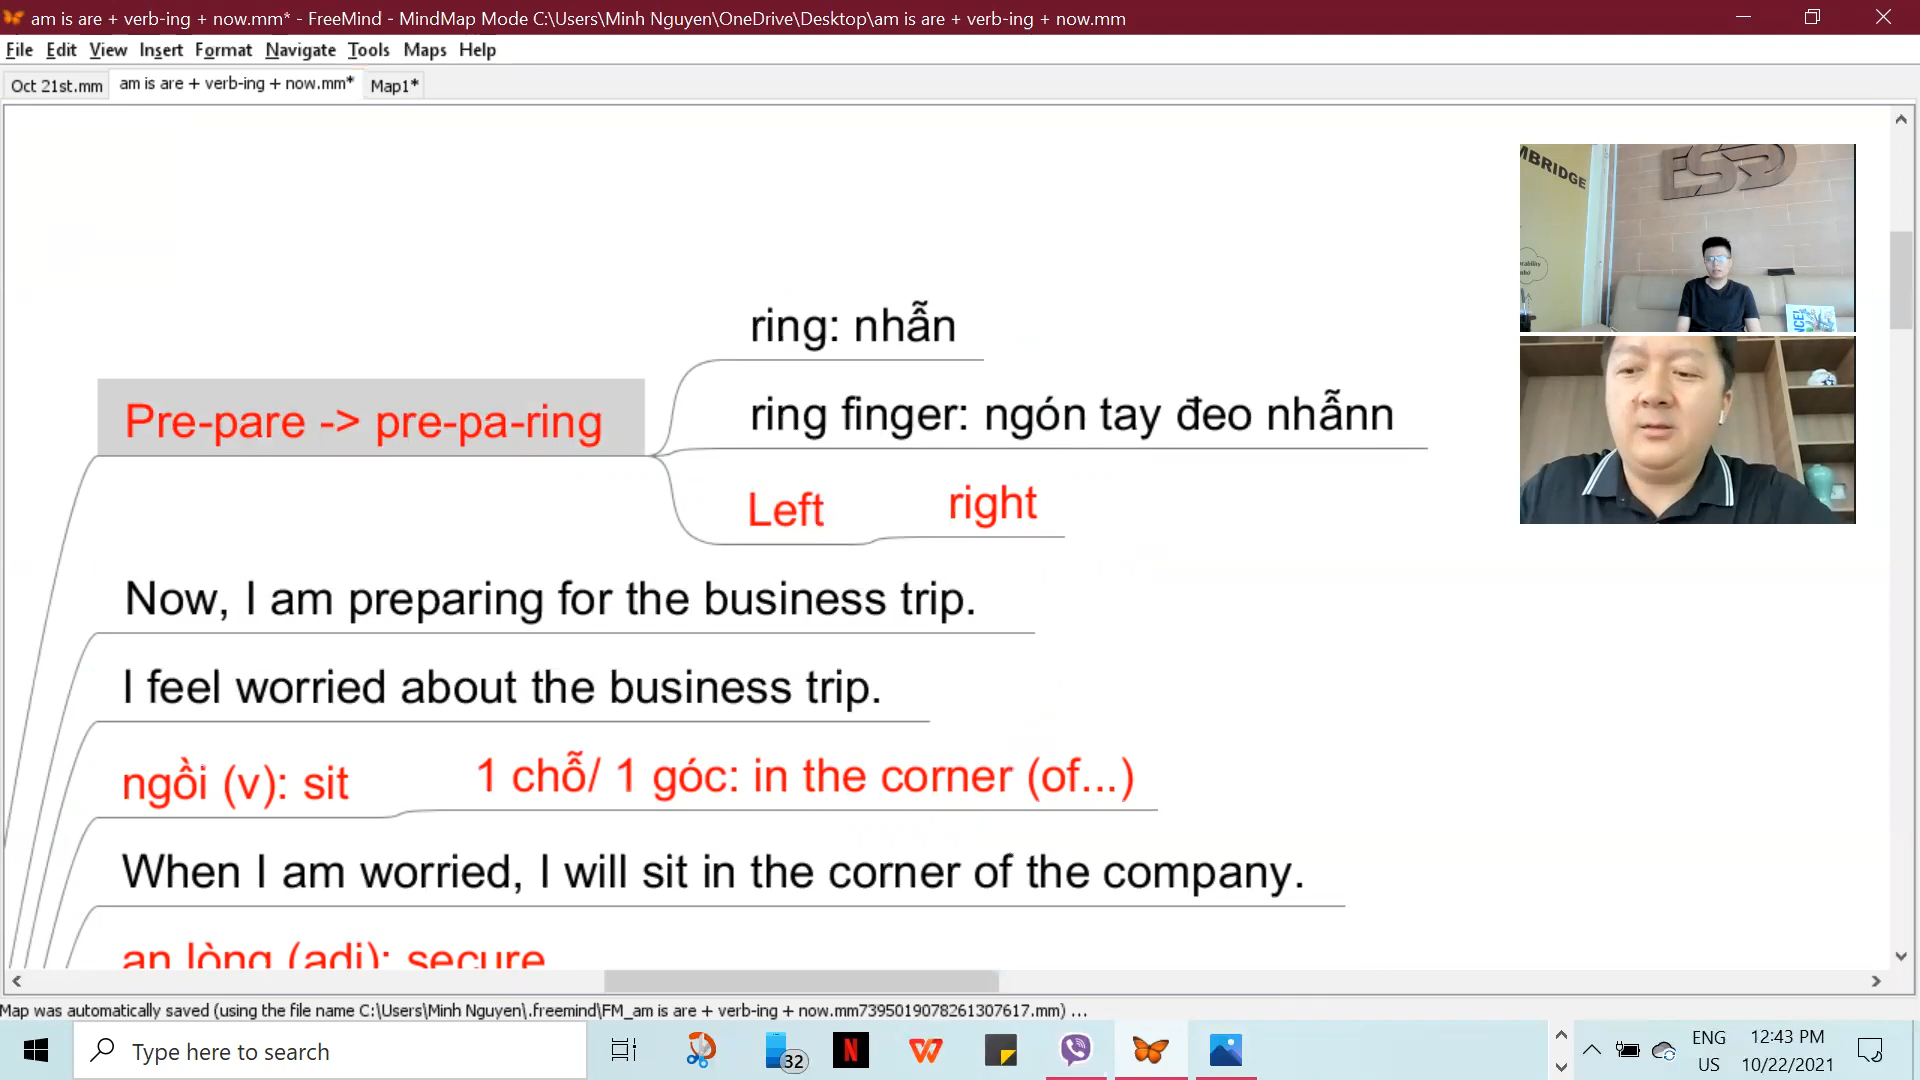 am is are + verb-ing + now.mm* - FreeMind - MindMap Mode C:\Users\Minh Nguyen\OneDrive\Desktop\am is are + verb-ing + now.mm
File Edit View Insert Format Navigate Tools Maps Help
Oct 21st.mm am is are + verb-ing + now.mm* Map1*
MBRIDGE
ESD
ring: nhẫn
Pre-pare -> pre-pa-ring
ring finger: ngón tay đeo nhẫnn
Left right
Now, I am preparing for the business trip.
I feel worried about the business trip.
ngồi (v): sit 1 chỗ/ 1 góc: in the corner (of...)
When I am worried, I will sit in the corner of the company.
an lòng (adj): secure
Map was automatically saved (using the file name C:\Users\Minh Nguyen\.freemind\FM_am is are + verb-ing + now.mm7395019078261307617.mm) ...
Type here to search
32
N
W
ENG
US
12:43 PM
10/22/2021